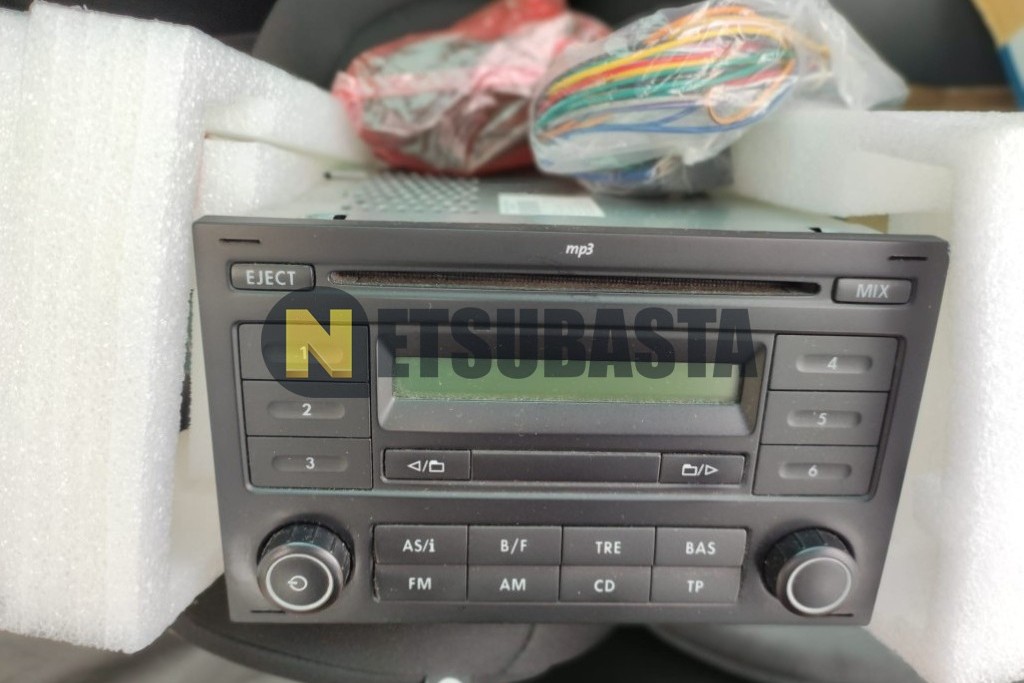 mp3
EJECT
MIX
NETSUBASTA
1
4
2
5
3
6
AS/i
B/F
TRE
BAS
FM
AM
CD
TP